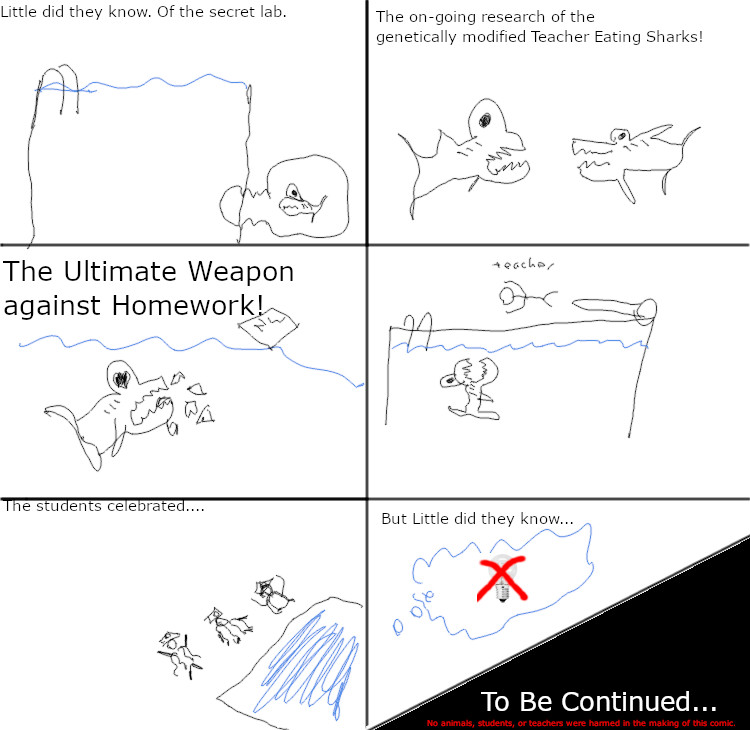 Little did they know. Of the secret lab.
The on-going research of the
genetically modified Teacher Eating Sharks!
The Ultimate Weapon
against Homework!
teacher
The students celebrated....
But Little did they know...
To Be Continued...
No animals, students, or teachers were harmed in the making of this comic.